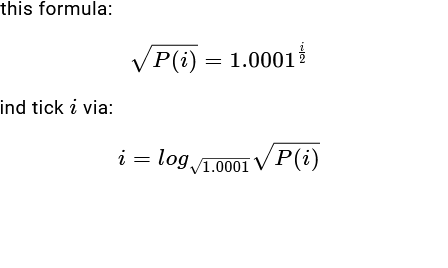 this formula:
√P(i) = 1.0001^(i/2)
ind tick i via:
i = log_√1.0001 √P(i)